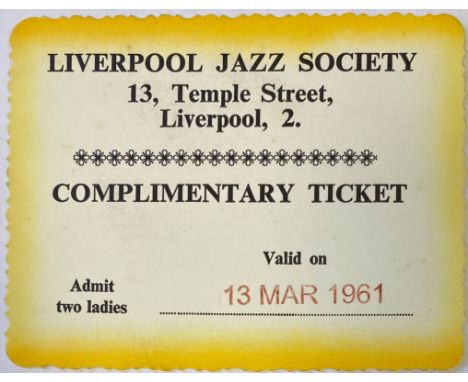 LIVERPOOL JAZZ SOCIETY
13, Temple Street,
Liverpool, 2.
COMPLIMENTARY TICKET
Valid on
Admit
two ladies
13 MAR 1961